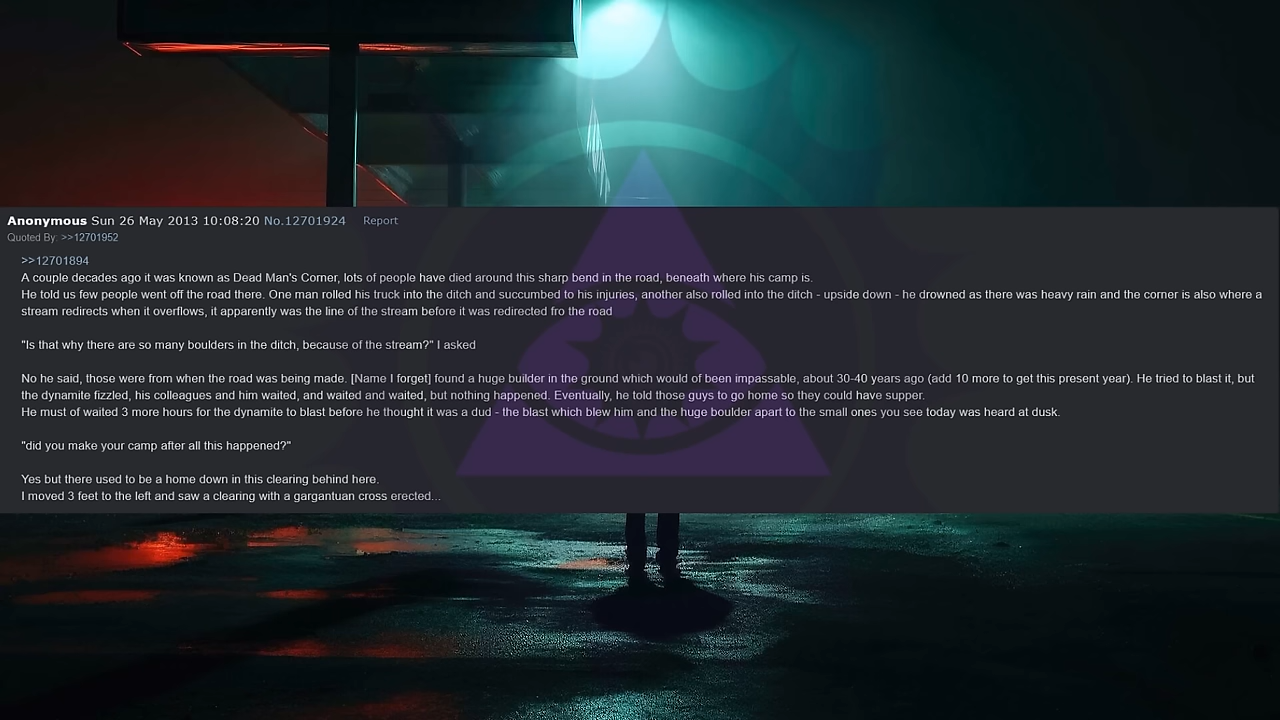 Anonymous Sun 26 May 2013 10:08:20 No.12701924 Report
Quoted By: >>12701952
>>12701894
A couple decades ago it was known as Dead Man's Corner, lots of people have died around this sharp bend in the road, beneath where his camp is.
He told us few people went off the road there. One man rolled his truck into the ditch and succumbed to his injuries, another also rolled into the ditch - upside down - he drowned as there was heavy rain and the corner is also where a
stream redirects when it overflows, it apparently was the line of the stream before it was redirected fro the road
"Is that why there are so many boulders in the ditch, because of the stream?" I asked
No he said, those were from when the road was being made. [Name I forget] found a huge builder in the ground which would of been impassable, about 30-40 years ago (add 10 more to get this present year). He tried to blast it, but
the dynamite fizzled, his colleagues and him waited, and waited and waited, but nothing happened. Eventually, he told those guys to go home so they could have supper.
He must of waited 3 more hours for the dynamite to blast before he thought it was a dud - the blast which blew him and the huge boulder apart to the small ones you see today was heard at dusk.
"did you make your camp after all this happened?"
Yes but there used to be a home down in this clearing behind here.
I moved 3 feet to the left and saw a clearing with a gargantuan cross erected...